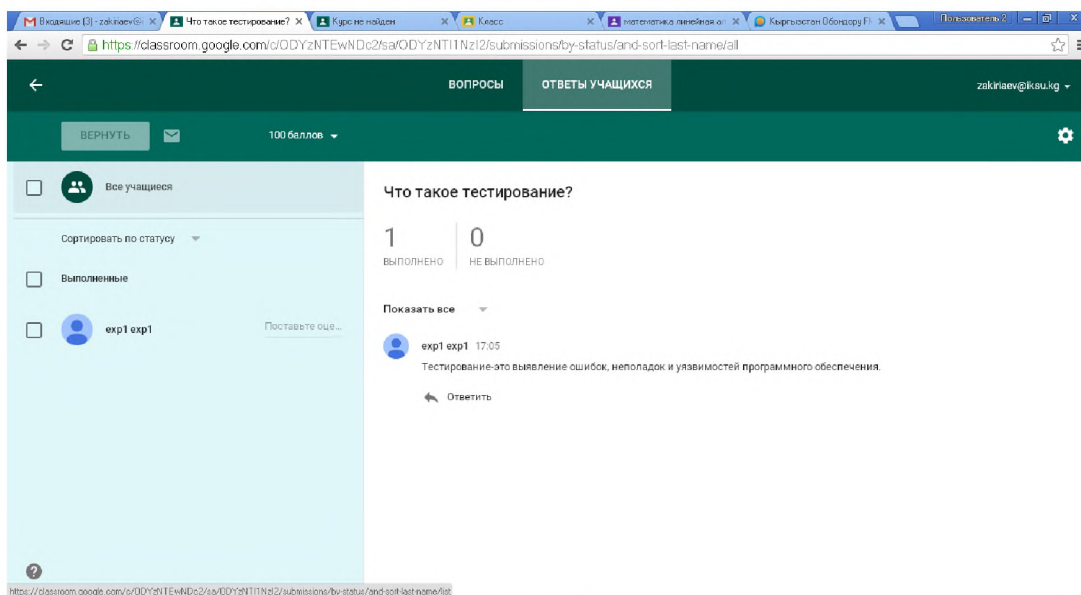 Входящие (3) - zakiriaev@i
Что такое тестирование?
Курс не найден
Класс
математика линейная ал
Кыргызстан Обондору FM
Пользователь 2
https://classroom.google.com/c/ODYzNTEwNDc2/sa/ODYzNTI1NzI2/submissions/by-status/and-sort-last-name/all
ВОПРОСЫ
ОТВЕТЫ УЧАЩИХСЯ
zakiriaev@iksu.kg
ВЕРНУТЬ
100 баллов
Все учащиеся
Сортировать по статусу
Выполненные
exp1 exp1
Поставьте оце...
Что такое тестирование?
1
0
ВЫПОЛНЕНО
НЕ ВЫПОЛНЕНО
Показать все
exp1 exp1 17:05
Тестирование-это выявление ошибок, неполадок и уязвимостей программного обеспечения.
Ответить
https://classroom.google.com/c/ODYzNTEwNDc2/sa/ODYzNTI1NzI2/submissions/by-status/and-sort-last-name/list